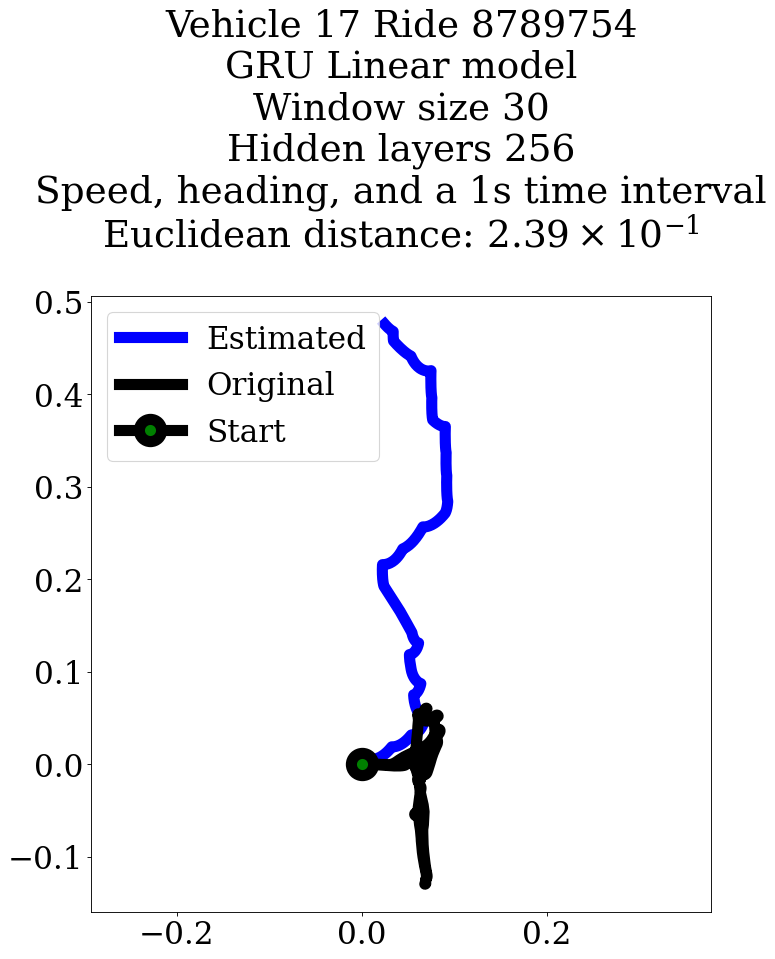 Vehicle 17 Ride 8789754
GRU Linear model
Window size 30
Hidden layers 256
Speed, heading, and a 1s time interval
Euclidean distance: 2.39 × 10⁻¹
Estimated
Original
Start
0.5
0.4
0.3
0.2
0.1
0.0
−0.1
−0.2 0.0 0.2